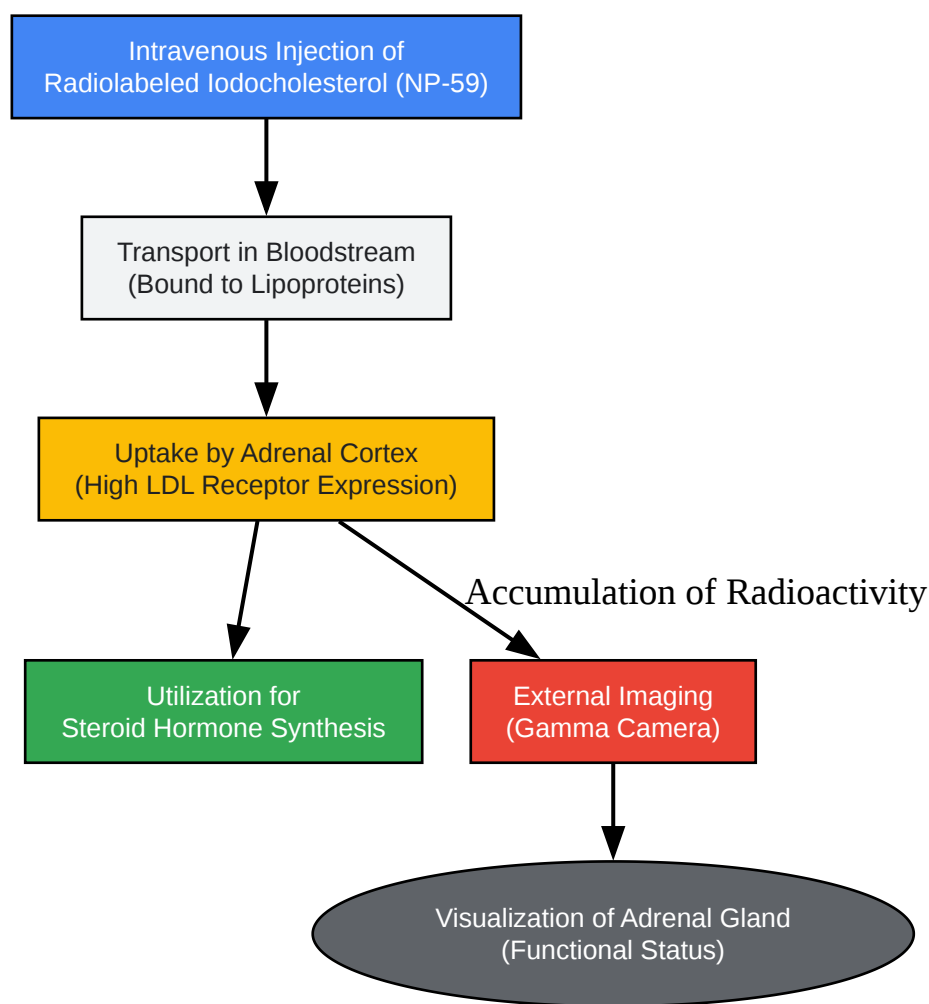 Intravenous Injection of
Radiolabeled Iodocholesterol (NP-59)
Transport in Bloodstream
(Bound to Lipoproteins)
Uptake by Adrenal Cortex
(High LDL Receptor Expression)
Accumulation of Radioactivity
Utilization for
Steroid Hormone Synthesis
External Imaging
(Gamma Camera)
Visualization of Adrenal Gland
(Functional Status)